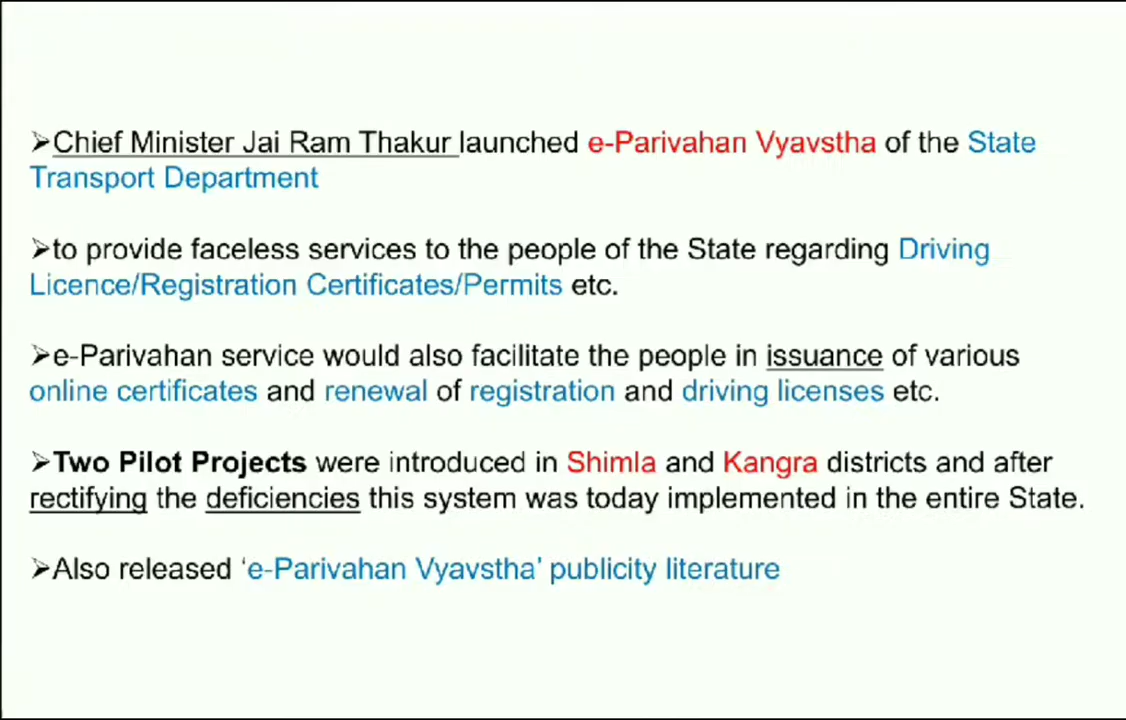 ➢Chief Minister Jai Ram Thakur launched e-Parivahan Vyavstha of the State
Transport Department
➢to provide faceless services to the people of the State regarding Driving
Licence/Registration Certificates/Permits etc.
➢e-Parivahan service would also facilitate the people in issuance of various
online certificates and renewal of registration and driving licenses etc.
➢Two Pilot Projects were introduced in Shimla and Kangra districts and after
rectifying the deficiencies this system was today implemented in the entire State.
➢Also released ‘e-Parivahan Vyavstha’ publicity literature